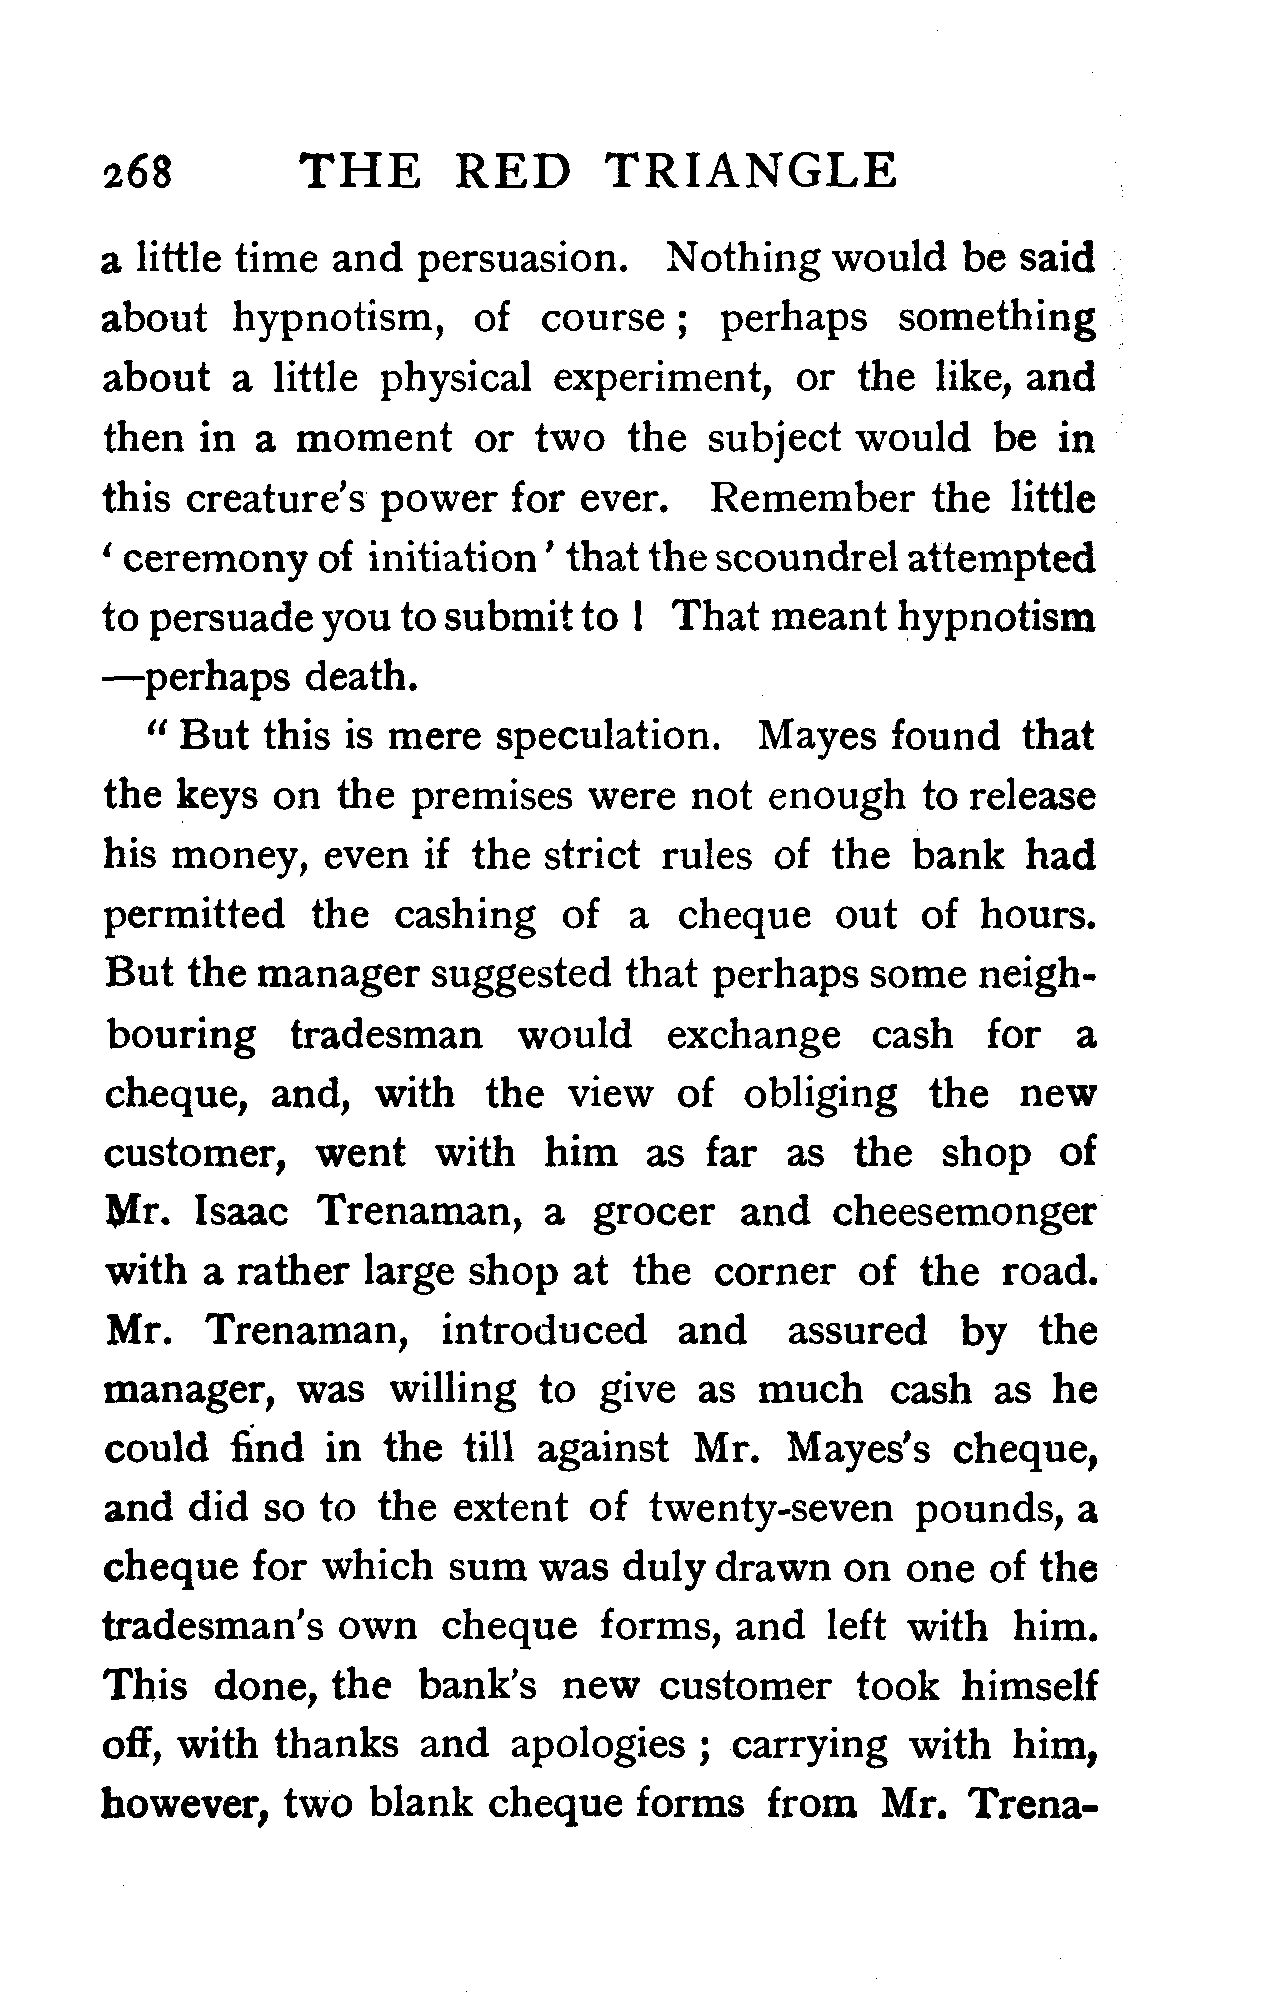 268 THE RED TRIANGLE
a little time and persuasion. Nothing would be said
about hypnotism, of course ; perhaps something
about a little physical experiment, or the like, and
then in a moment or two the subject would be in
this creature's power for ever. Remember the little
' ceremony of initiation ' that the scoundrel attempted
to persuade you to submit to ! That meant hypnotism
—perhaps death.
" But this is mere speculation. Mayes found that
the keys on the premises were not enough to release
his money, even if the strict rules of the bank had
permitted the cashing of a cheque out of hours.
But the manager suggested that perhaps some neigh-
bouring tradesman would exchange cash for a
cheque, and, with the view of obliging the new
customer, went with him as far as the shop of
Mr. Isaac Trenaman, a grocer and cheesemonger
with a rather large shop at the corner of the road.
Mr. Trenaman, introduced and assured by the
manager, was willing to give as much cash as he
could find in the till against Mr. Mayes's cheque,
and did so to the extent of twenty-seven pounds, a
cheque for which sum was duly drawn on one of the
tradesman's own cheque forms, and left with him.
This done, the bank's new customer took himself
off, with thanks and apologies ; carrying with him,
however, two blank cheque forms from Mr. Trena-